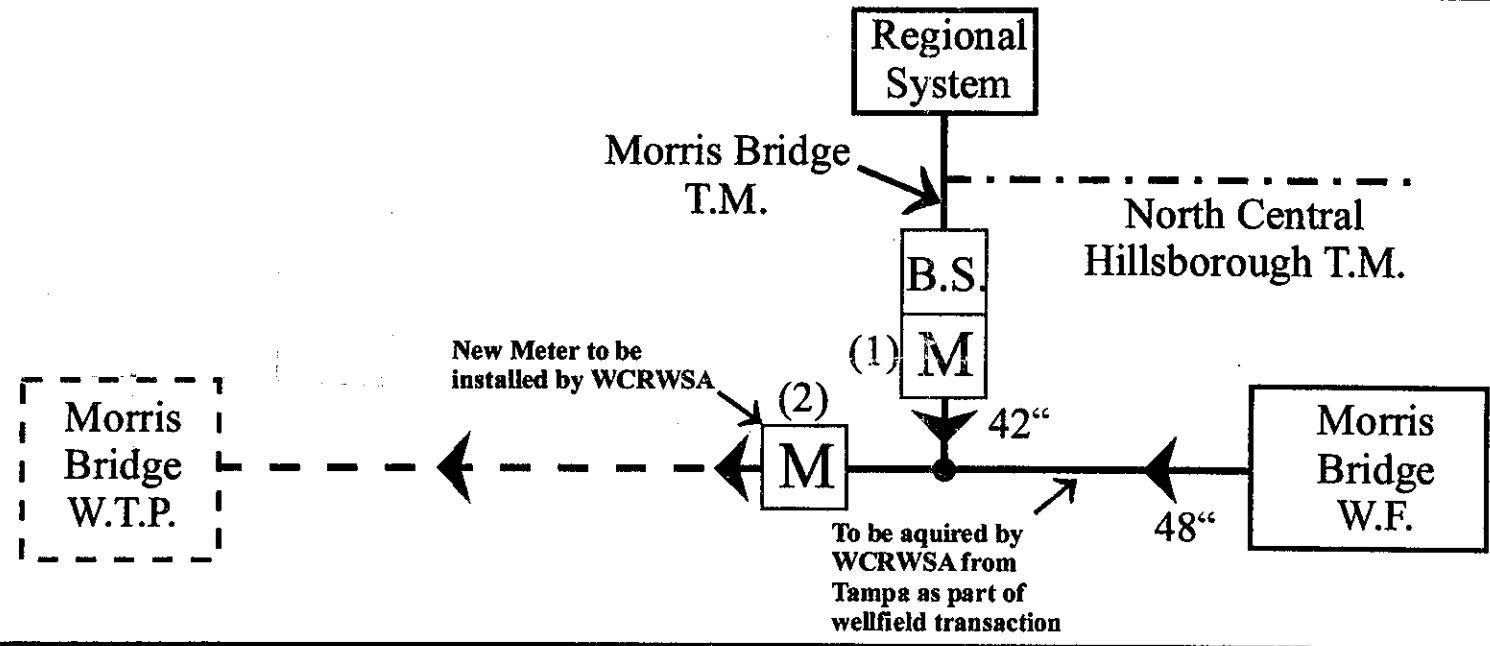 Regional
System
Morris Bridge
T.M.
North Central
Hillsborough T.M.
B.S.
(1)
M
New Meter to be
installed by WCRWSA
(2)
42“
Morris
Bridge
W.T.P.
M
Morris
Bridge
W.F.
48“
To be aquired by
WCRWSA from
Tampa as part of
wellfield transaction